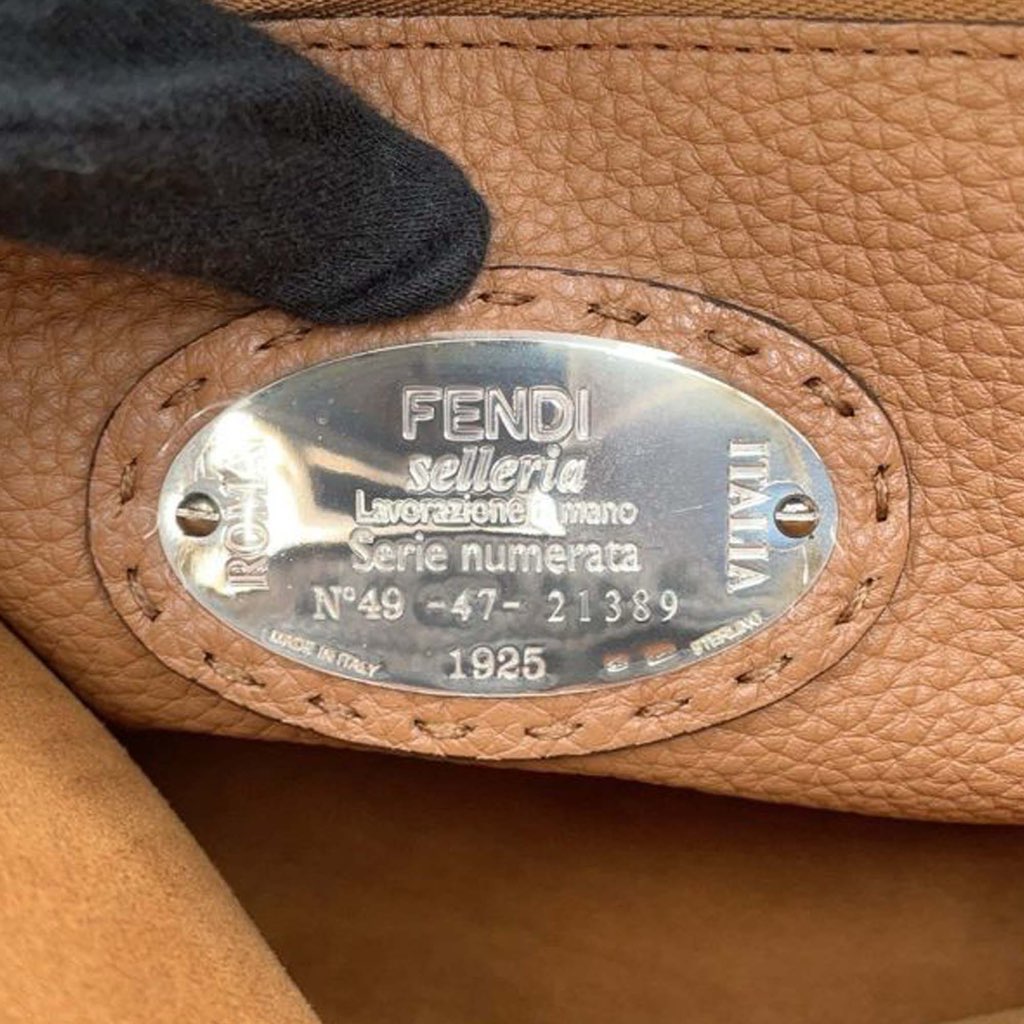 FENDI
selleria
Lavorazione a mano
Serie numerata
N°49 -47- 21389
1925
ROMA
ITALIA
MADE IN ITALY
STERLING